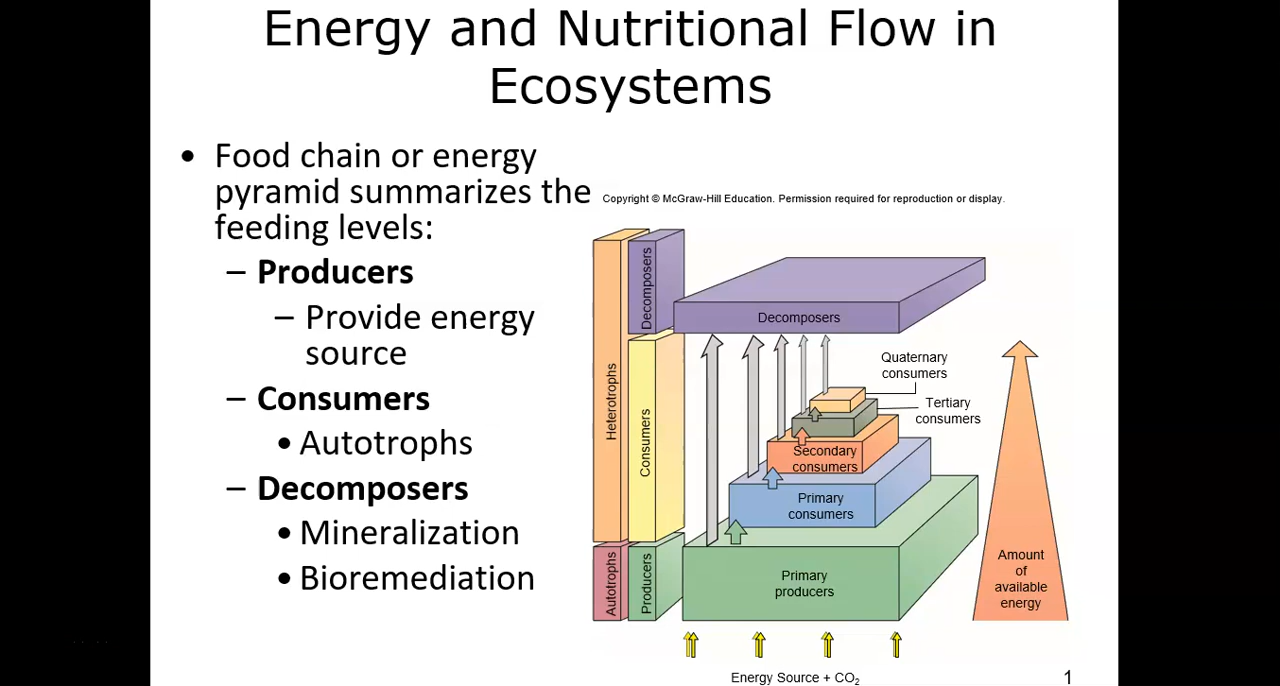 Energy and Nutritional Flow in
Ecosystems
• Food chain or energy
pyramid summarizes the
feeding levels:
– Producers
– Provide energy
source
– Consumers
• Autotrophs
– Decomposers
• Mineralization
• Bioremediation
Copyright © McGraw-Hill Education. Permission required for reproduction or display.
Heterotrophs
Autotrophs
Decomposers
Consumers
Producers
Decomposers
Quaternary
consumers
Tertiary
consumers
Secondary
consumers
Primary
consumers
Primary
producers
Amount
of
available
energy
Energy Source + CO₂
1